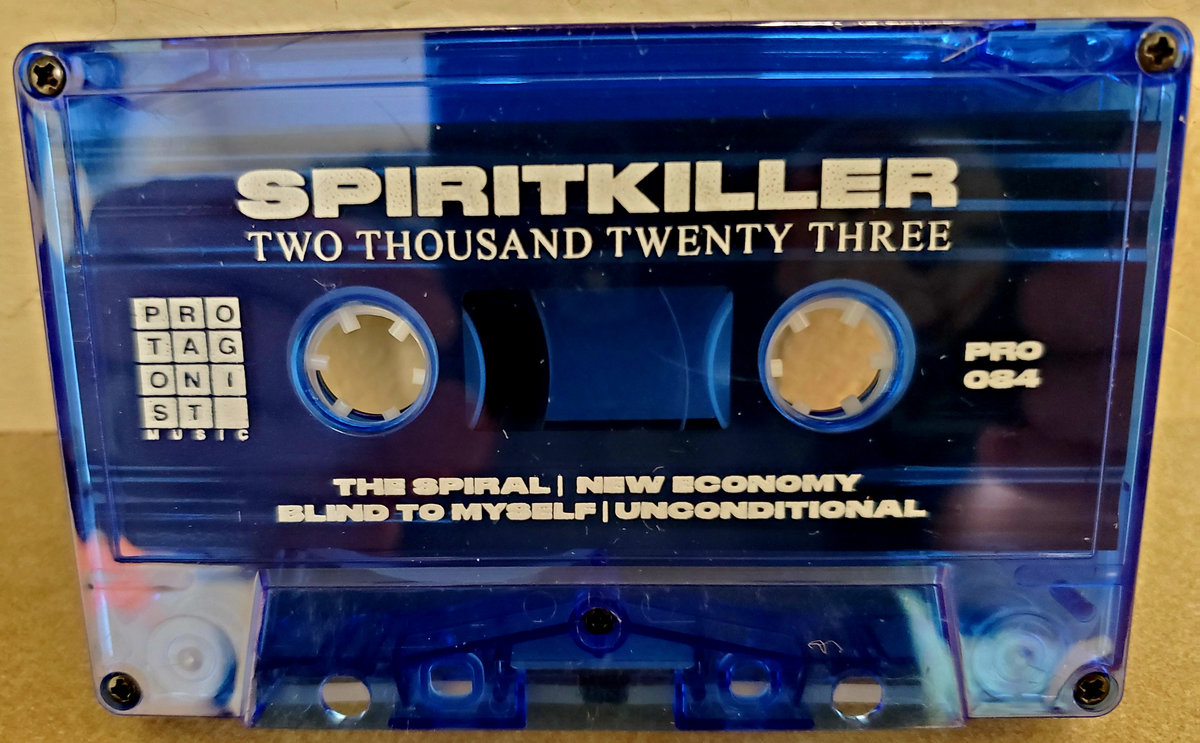 SPIRITKILLER
TWO THOUSAND TWENTY THREE
PRO
TAG
ONI
ST
MUSIC
PRO
084
THE SPIRAL | NEW ECONOMY
BLIND TO MYSELF | UNCONDITIONAL